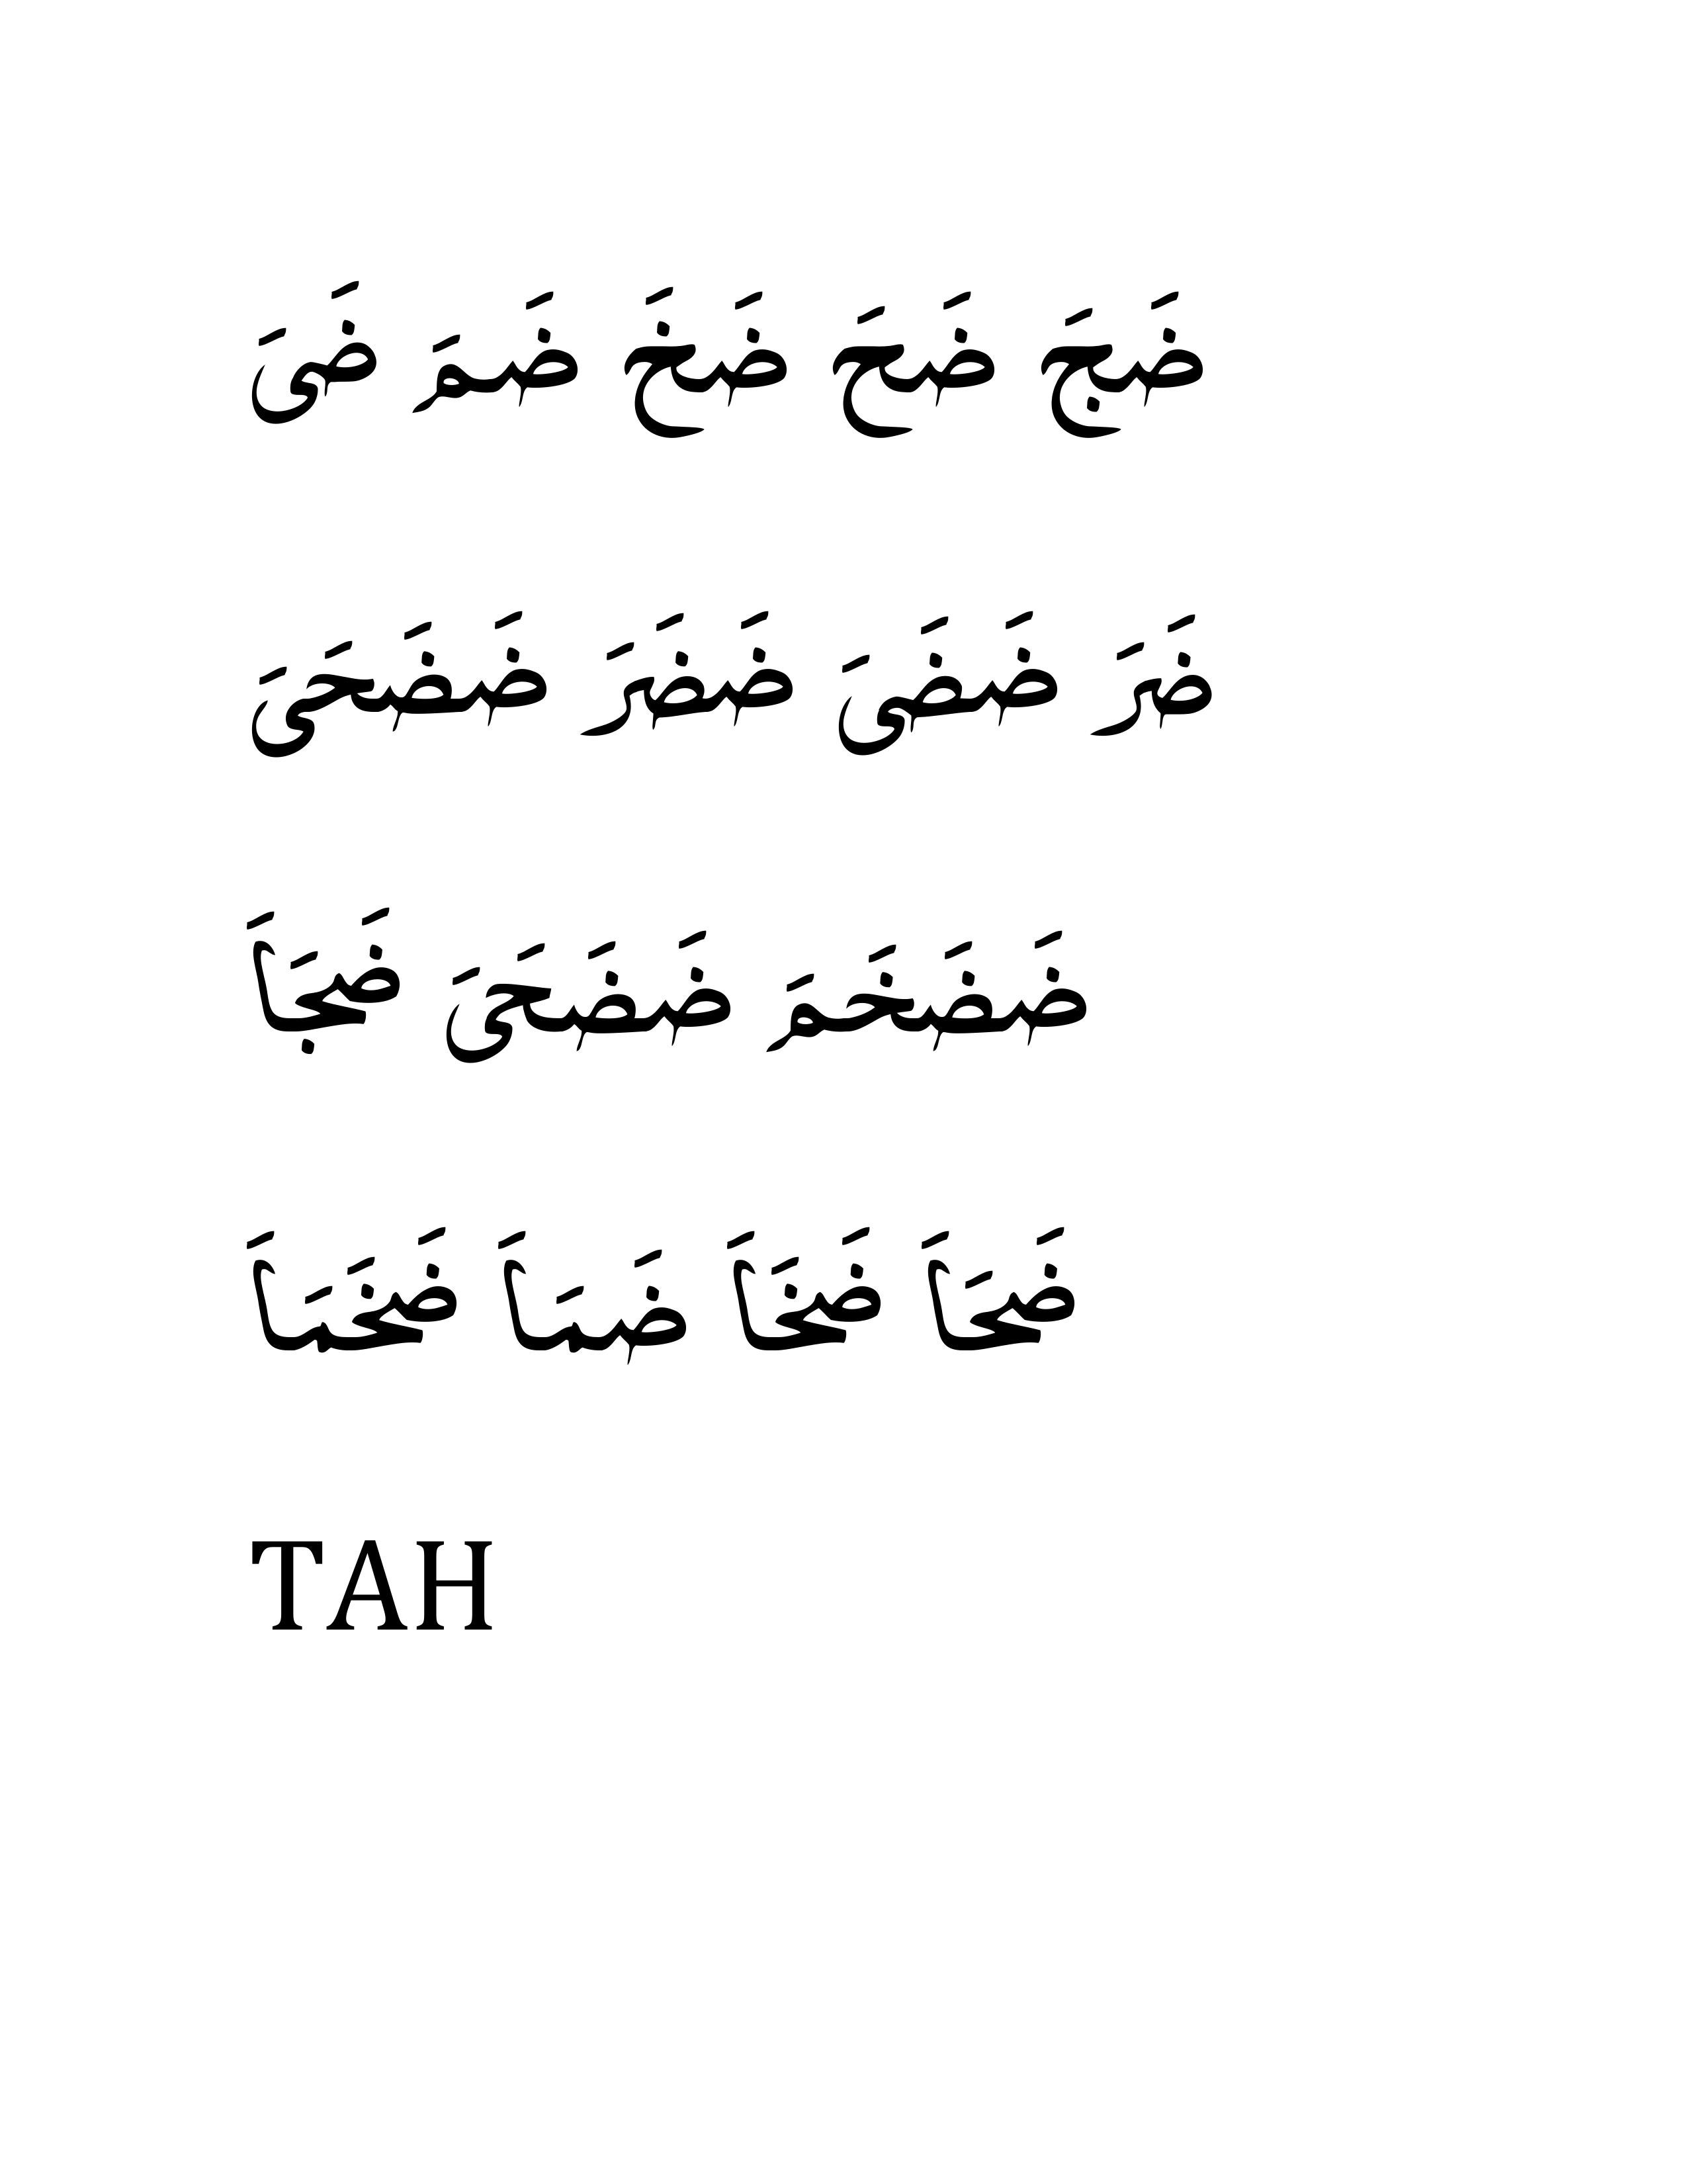 ضَجَ ضَحَ ضَخَ ضَمَ ضَىَ
ضَرَ ضَضَىَ ضَضَرَ ضَضَحَىَ
ضَضَخَمَ ضَضَحَىَ ضَجَاَ
ضَحَاَ ضَخَاَ ضَىَاَ ضَخَىَاَ
TAH